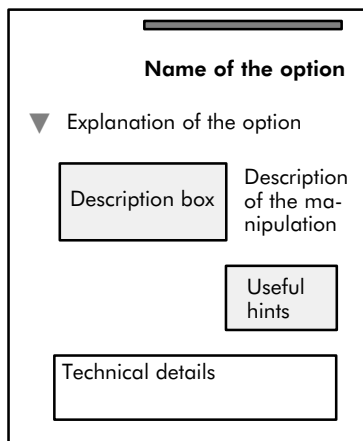 Name of the option
Explanation of the option
Description box
Description
of the ma-
nipulation
Useful
hints
Technical details